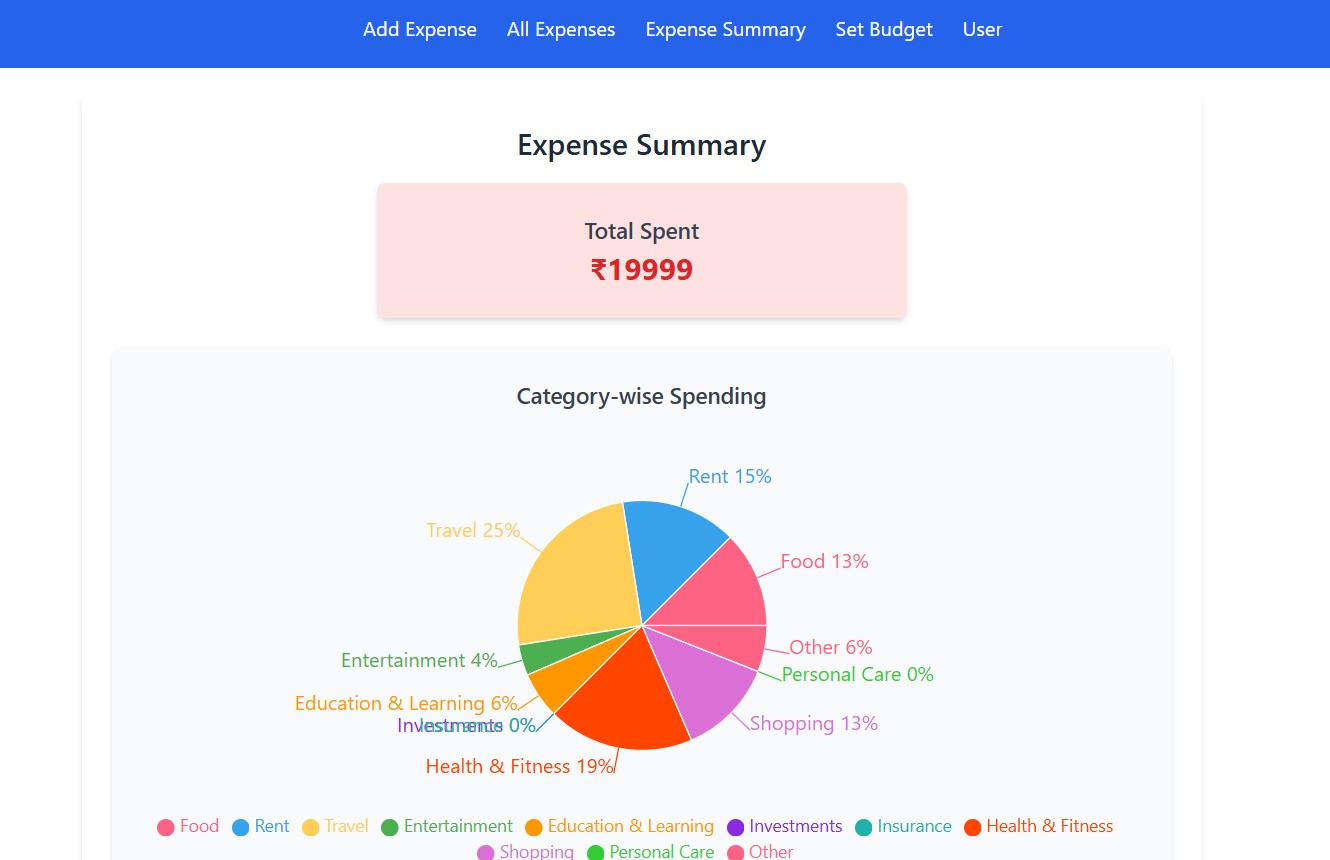 Add Expense All Expenses Expense Summary Set Budget User
Expense Summary
Total Spent
₹19999
Category-wise Spending
Rent 15%
Travel 25%
Food 13%
Other 6%
Entertainment 4%
Personal Care 0%
Education & Learning 6%
Shopping 13%
Investments 0%
Insurance 0%
Health & Fitness 19%
Food Rent Travel Entertainment Education & Learning Investments Insurance Health & Fitness
Shopping Personal Care Other